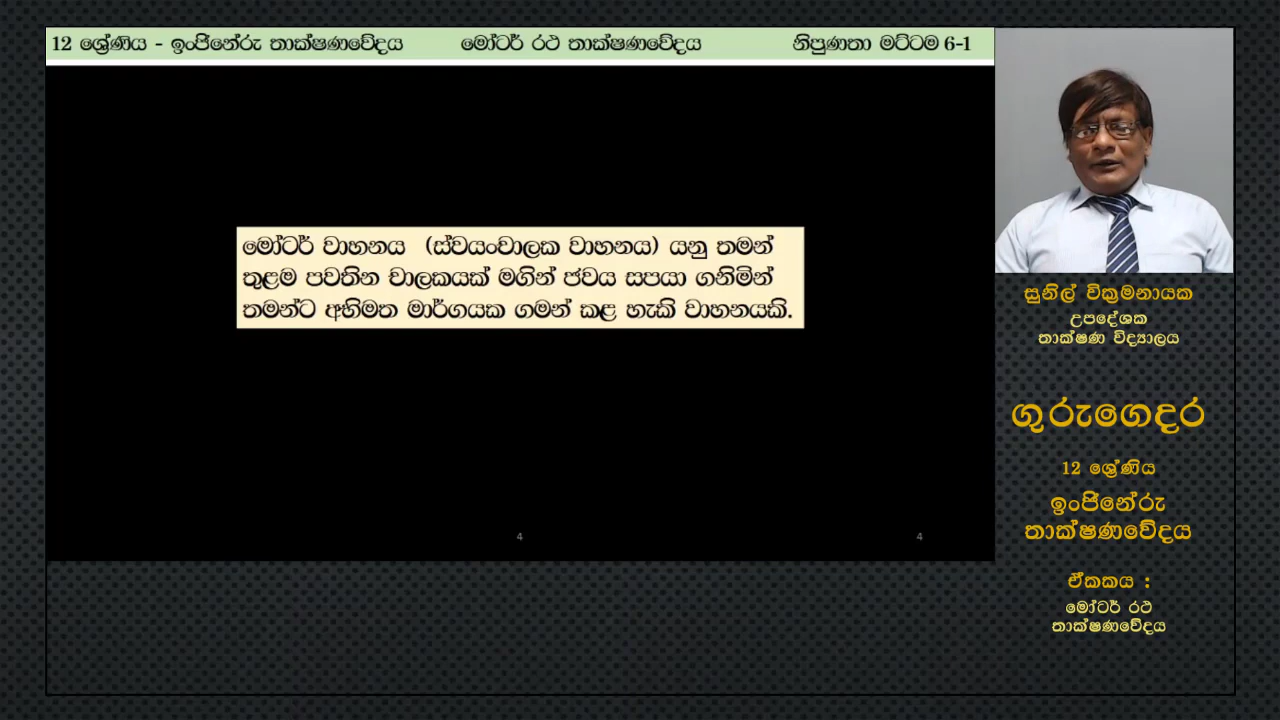 12 ශ්‍රේණිය - ඉංජිනේරු තාක්ෂණවේදය මෝටර් රථ තාක්ෂණවේදය නිපුණතා මට්ටම 6-1
මෝටර් වාහනය (ස්වයංචාලක වාහනය) යනු තමන්
තුළම පවතින චාලකයක් මගින් ජවය සපයා ගනිමින්
තමන්ට අභිමත මාර්ගයක ගමන් කළ හැකි වාහනයකි.
4 4
සුනිල් වික්‍රමනායක
උපදේශක
තාක්ෂණ විද්‍යාලය
ගුරුගෙදර
12 ශ්‍රේණිය
ඉංජිනේරු
තාක්ෂණවේදය
ඒකකය :
මෝටර් රථ
තාක්ෂණවේදය